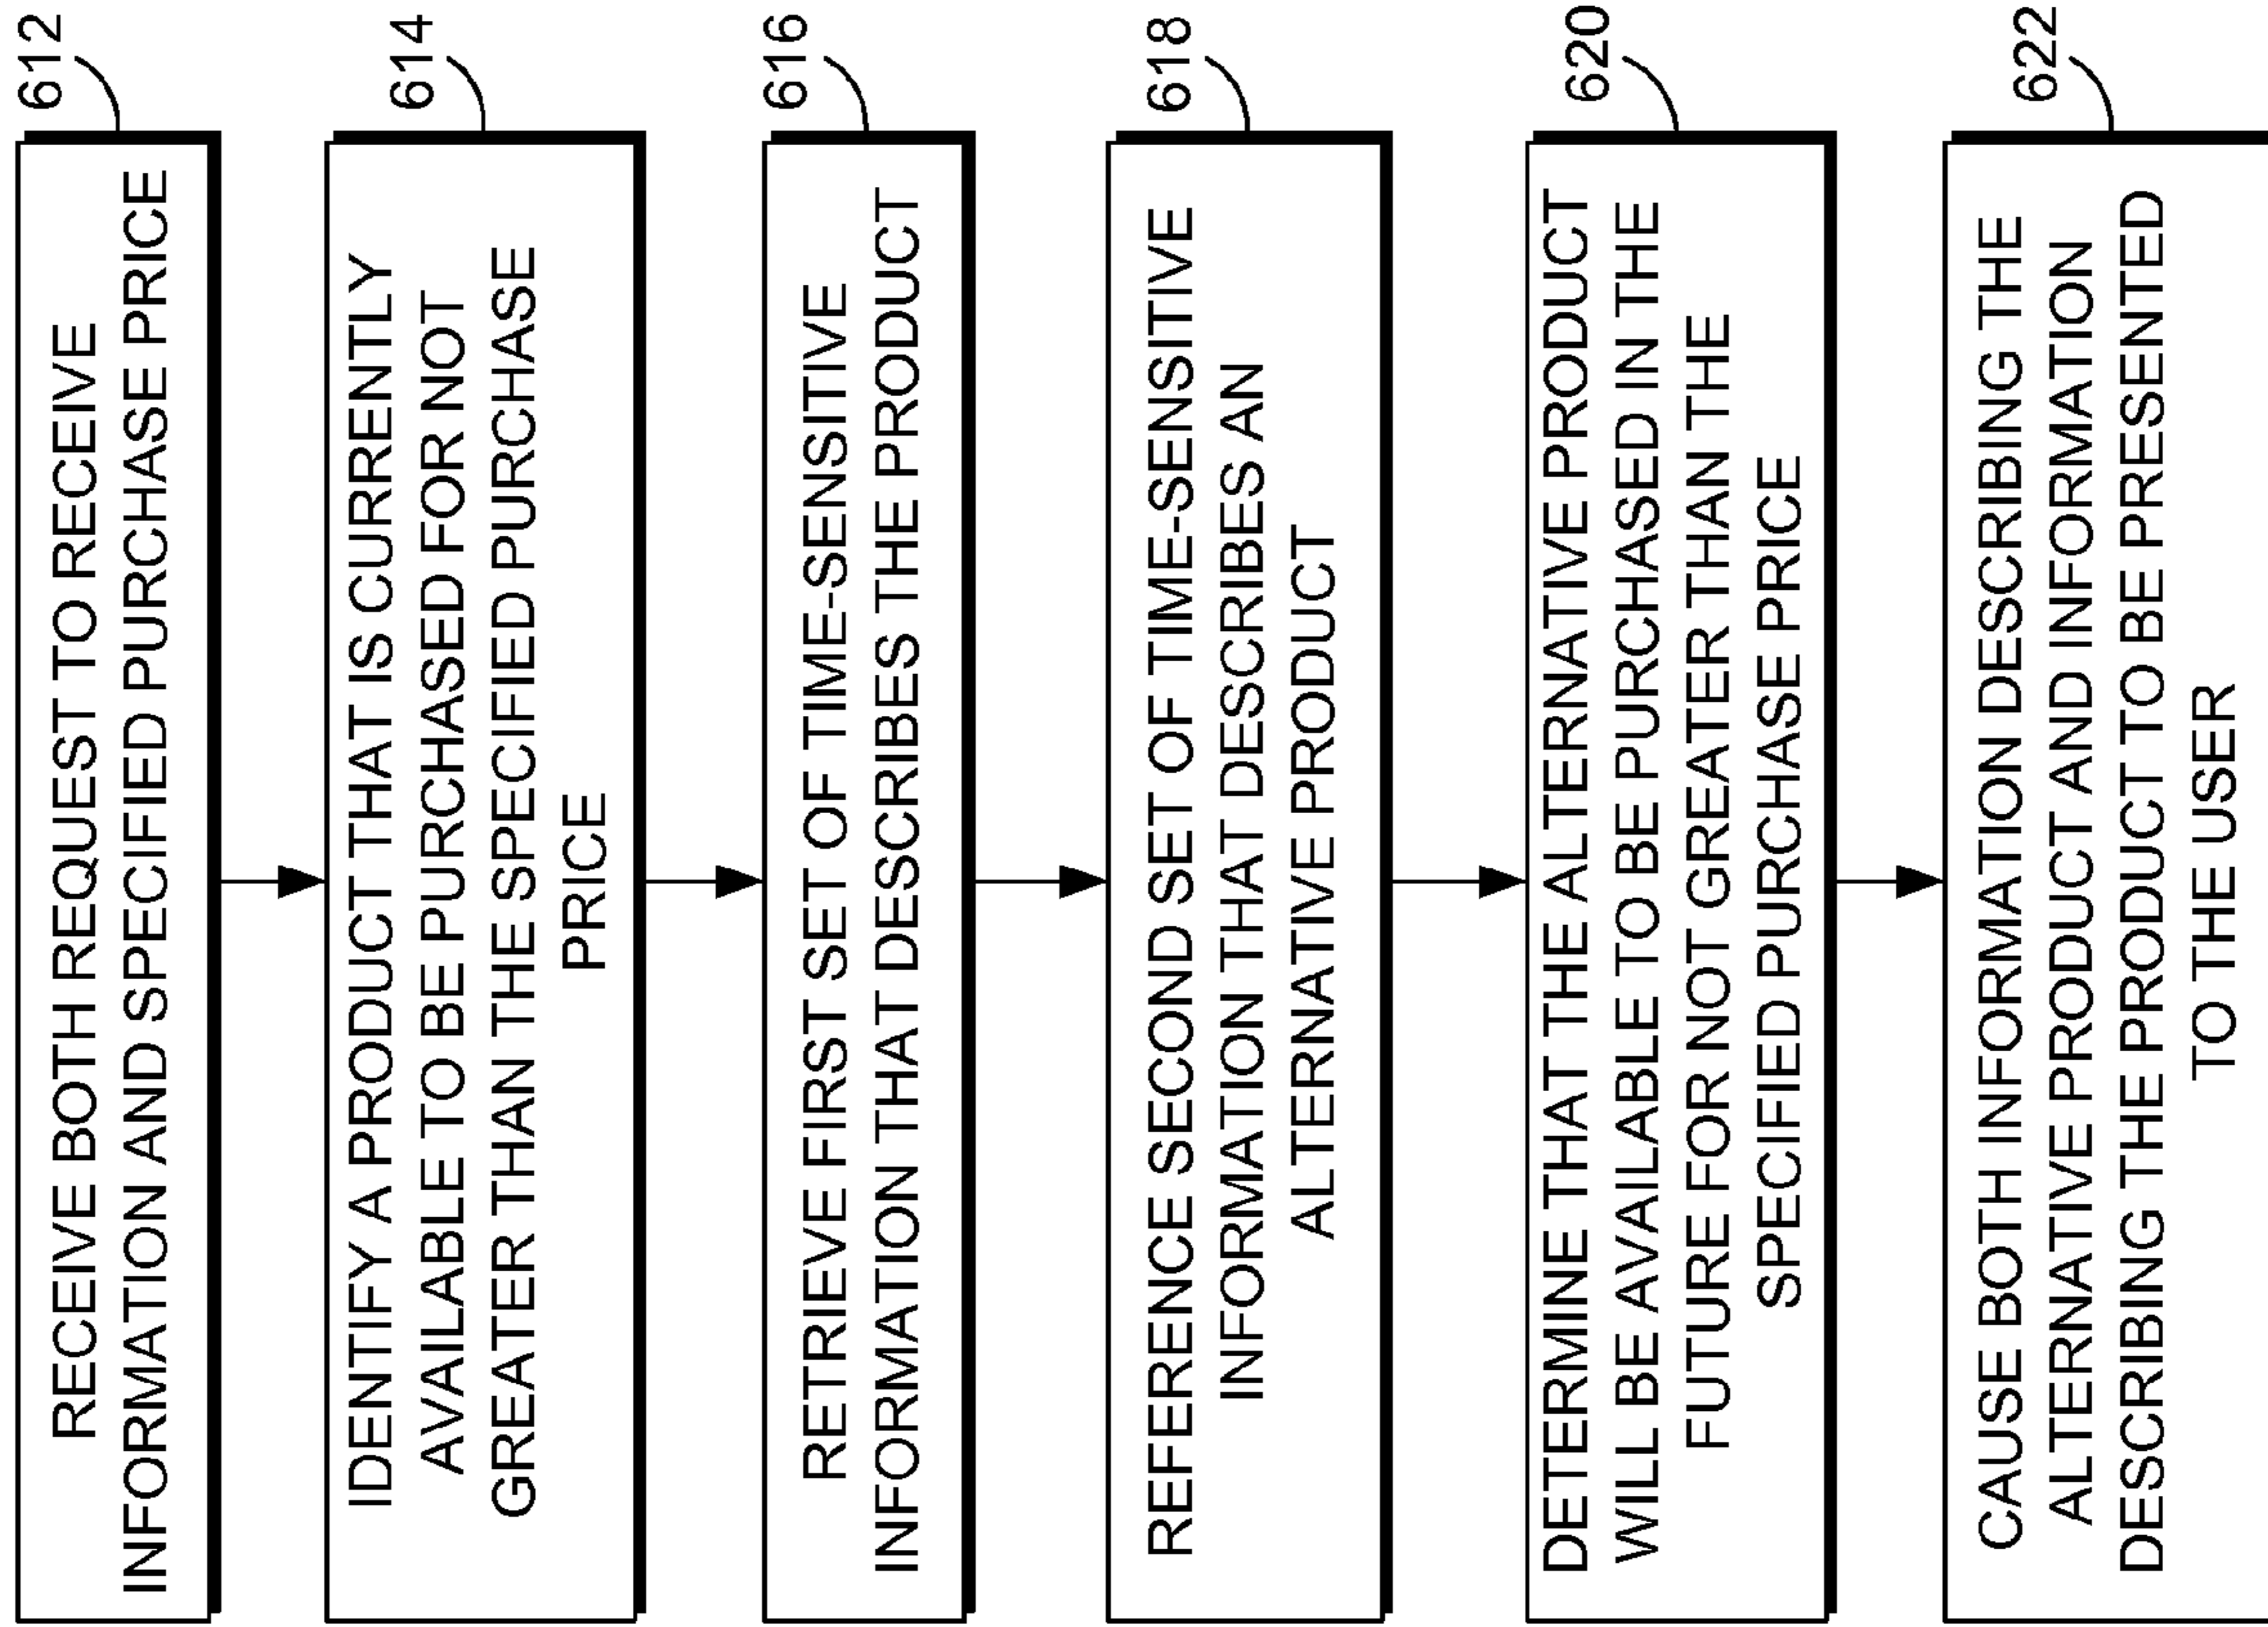 612
RECEIVE BOTH REQUEST TO RECEIVE
INFORMATION AND SPECIFIED PURCHASE PRICE
614
IDENTIFY A PRODUCT THAT IS CURRENTLY
AVAILABLE TO BE PURCHASED FOR NOT
GREATER THAN THE SPECIFIED PURCHASE
PRICE
616
RETRIEVE FIRST SET OF TIME-SENSITIVE
INFORMATION THAT DESCRIBES THE PRODUCT
618
REFERENCE SECOND SET OF TIME-SENSITIVE
INFORMATION THAT DESCRIBES AN
ALTERNATIVE PRODUCT
620
DETERMINE THAT THE ALTERNATIVE PRODUCT
WILL BE AVAILABLE TO BE PURCHASED IN THE
FUTURE FOR NOT GREATER THAN THE
SPECIFIED PURCHASE PRICE
622
CAUSE BOTH INFORMATION DESCRIBING THE
ALTERNATIVE PRODUCT AND INFORMATION
DESCRIBING THE PRODUCT TO BE PRESENTED
TO THE USER